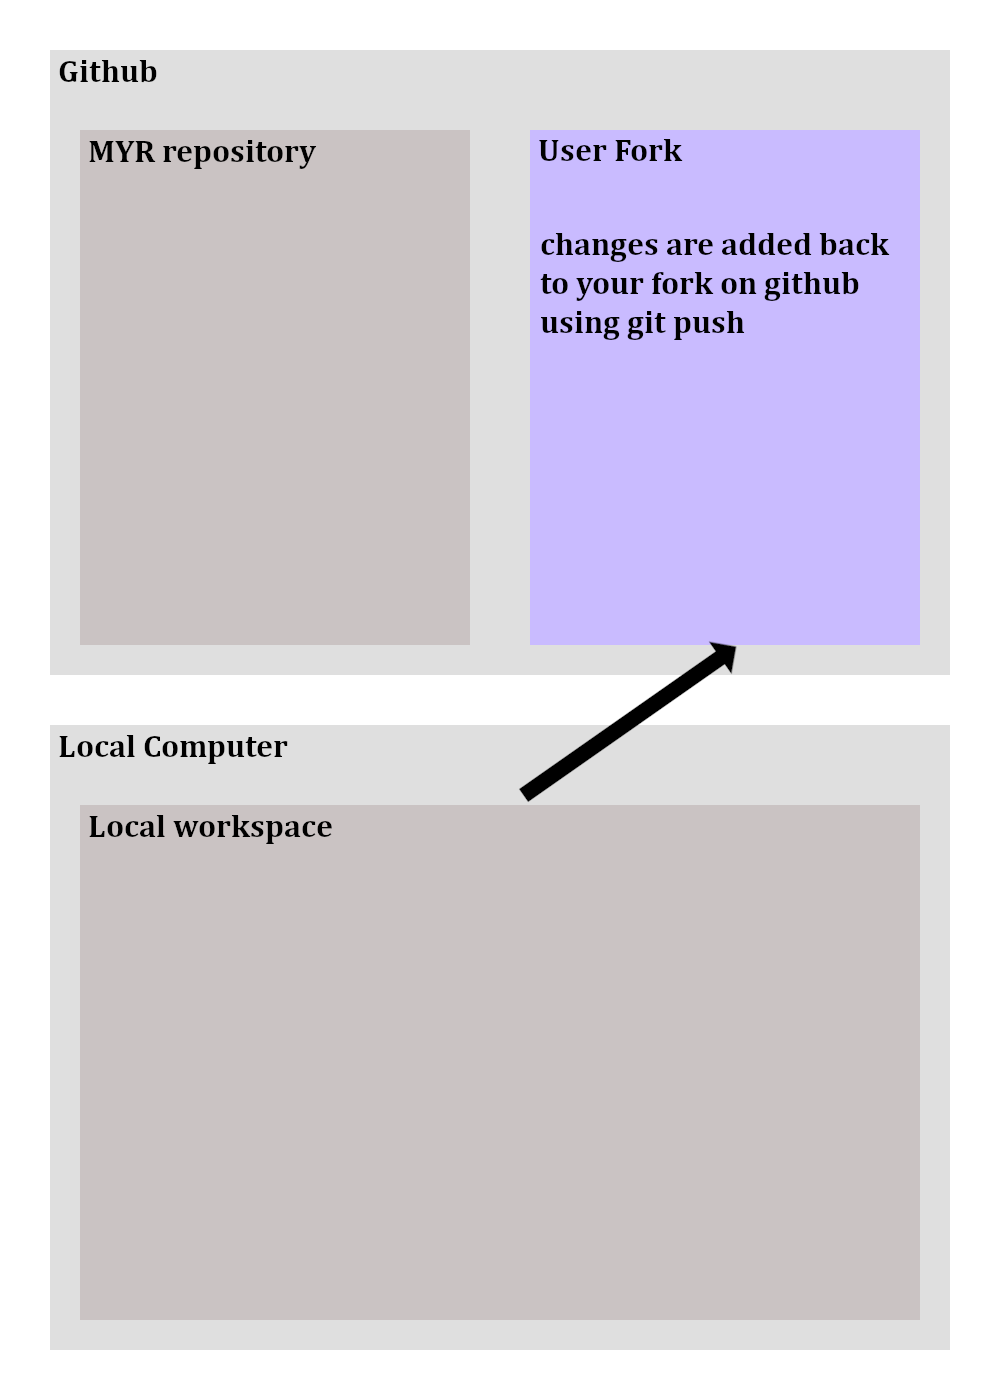 Github
MYR repository
User Fork
changes are added back
to your fork on github
using git push
Local Computer
Local workspace